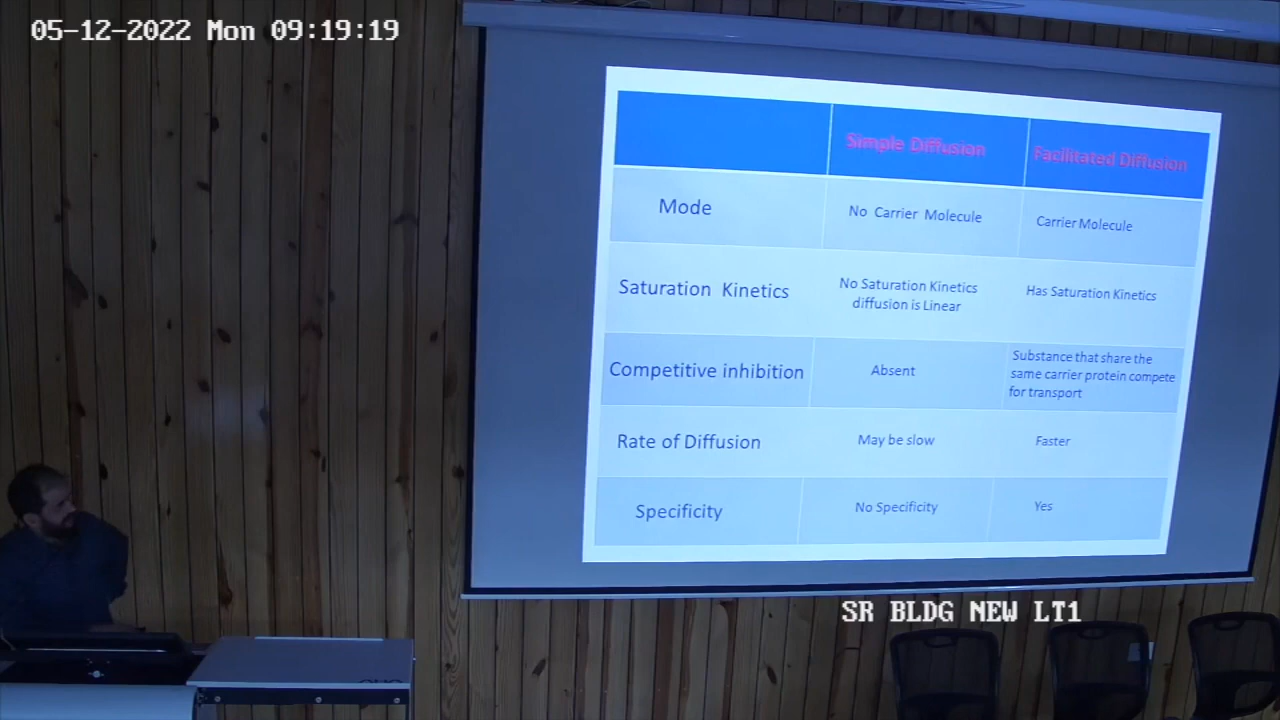 05-12-2022 Mon 09:19:19
Simple Diffusion
Facilitated Diffusion
Mode
No Carrier Molecule
Carrier Molecule
Saturation Kinetics
No Saturation Kinetics
diffusion is Linear
Has Saturation Kinetics
Competitive inhibition
Absent
Substance that share the
same carrier protein compete
for transport
Rate of Diffusion
May be slow
Faster
Specificity
No Specificity
Yes
SR BLDG NEW LT1